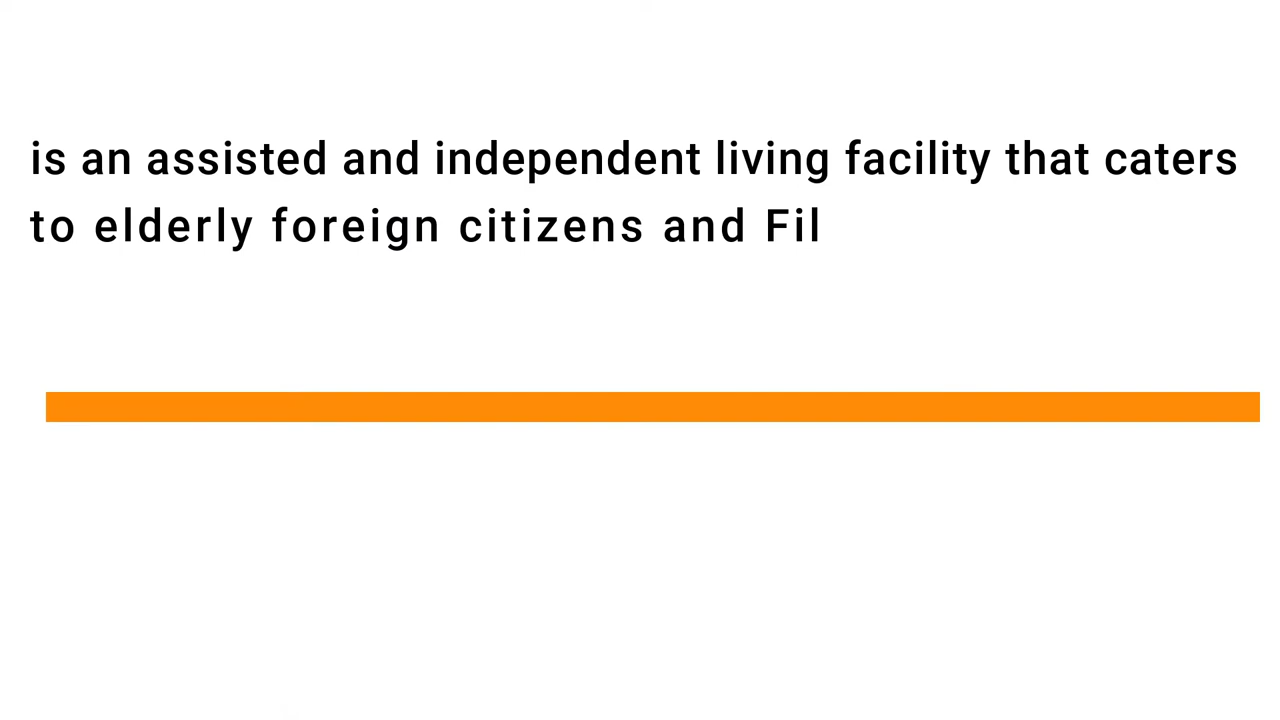 is an assisted and independent living facility that caters
to elderly foreign citizens and Fil